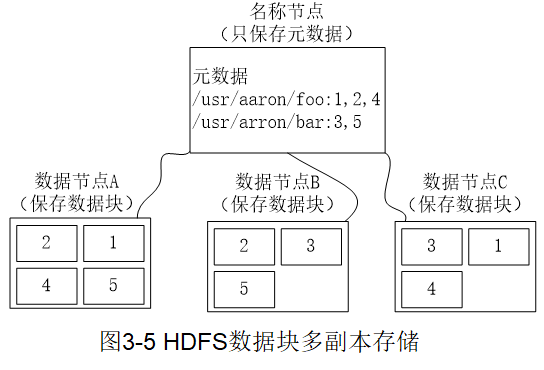 名称节点
（只保存元数据）
元数据
/usr/aaron/foo:1,2,4
/usr/arron/bar:3,5
数据节点A
（保存数据块）
2 1
4 5
数据节点B
（保存数据块）
2 3
5
数据节点C
（保存数据块）
3 1
4
图3-5 HDFS数据块多副本存储